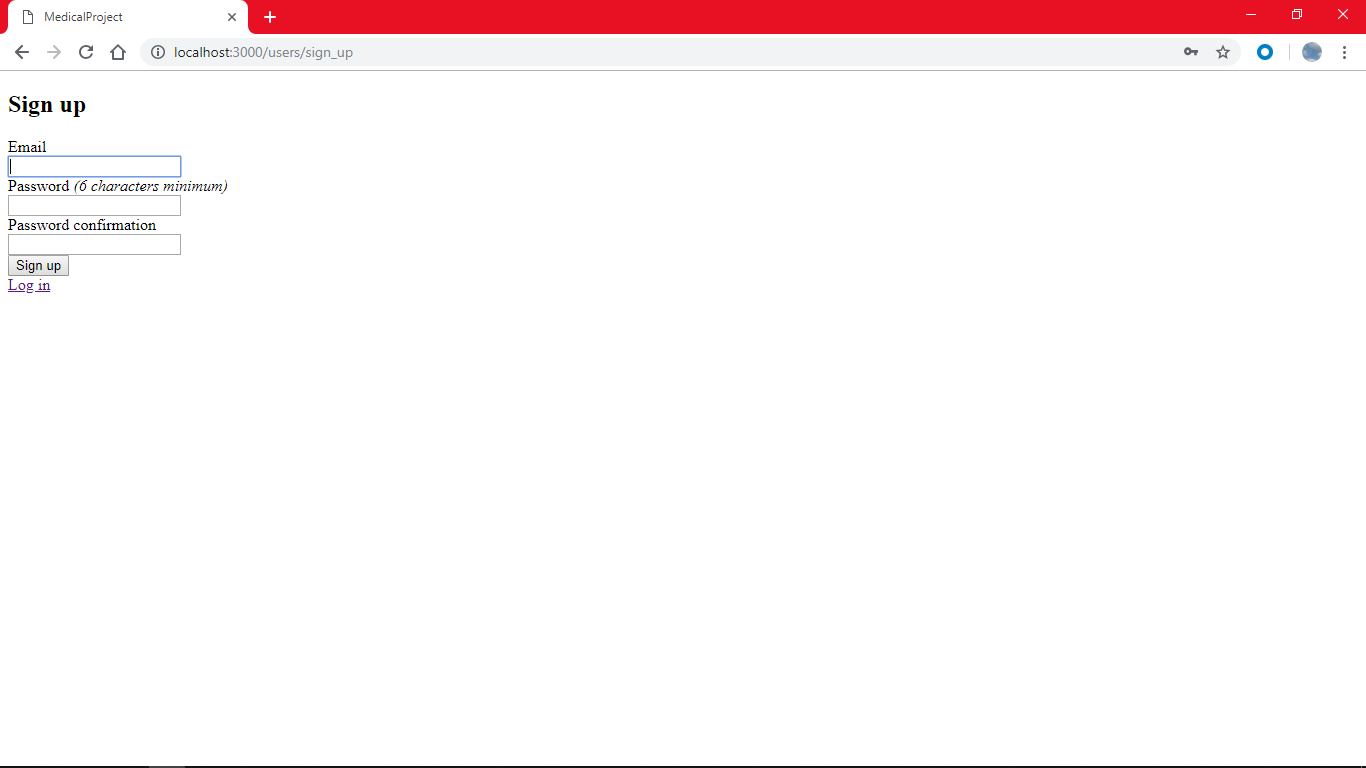 MedicalProject
localhost:3000/users/sign_up
Sign up
Email
Password (6 characters minimum)
Password confirmation
Sign up
Log in